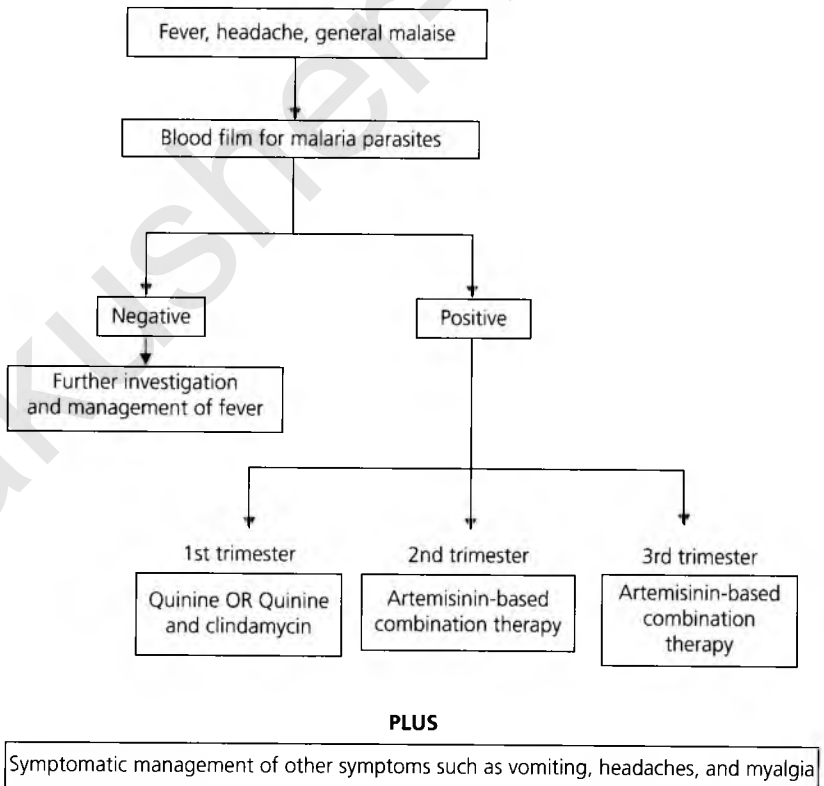 Fever, headache, general malaise
Blood film for malaria parasites
Negative
Positive
Further investigation
and management of fever
1st trimester
2nd trimester
3rd trimester
Quinine OR Quinine
and clindamycin
Artemisinin-based
combination therapy
Artemisinin-based
combination
therapy
PLUS
Symptomatic management of other symptoms such as vomiting, headaches, and myalgia